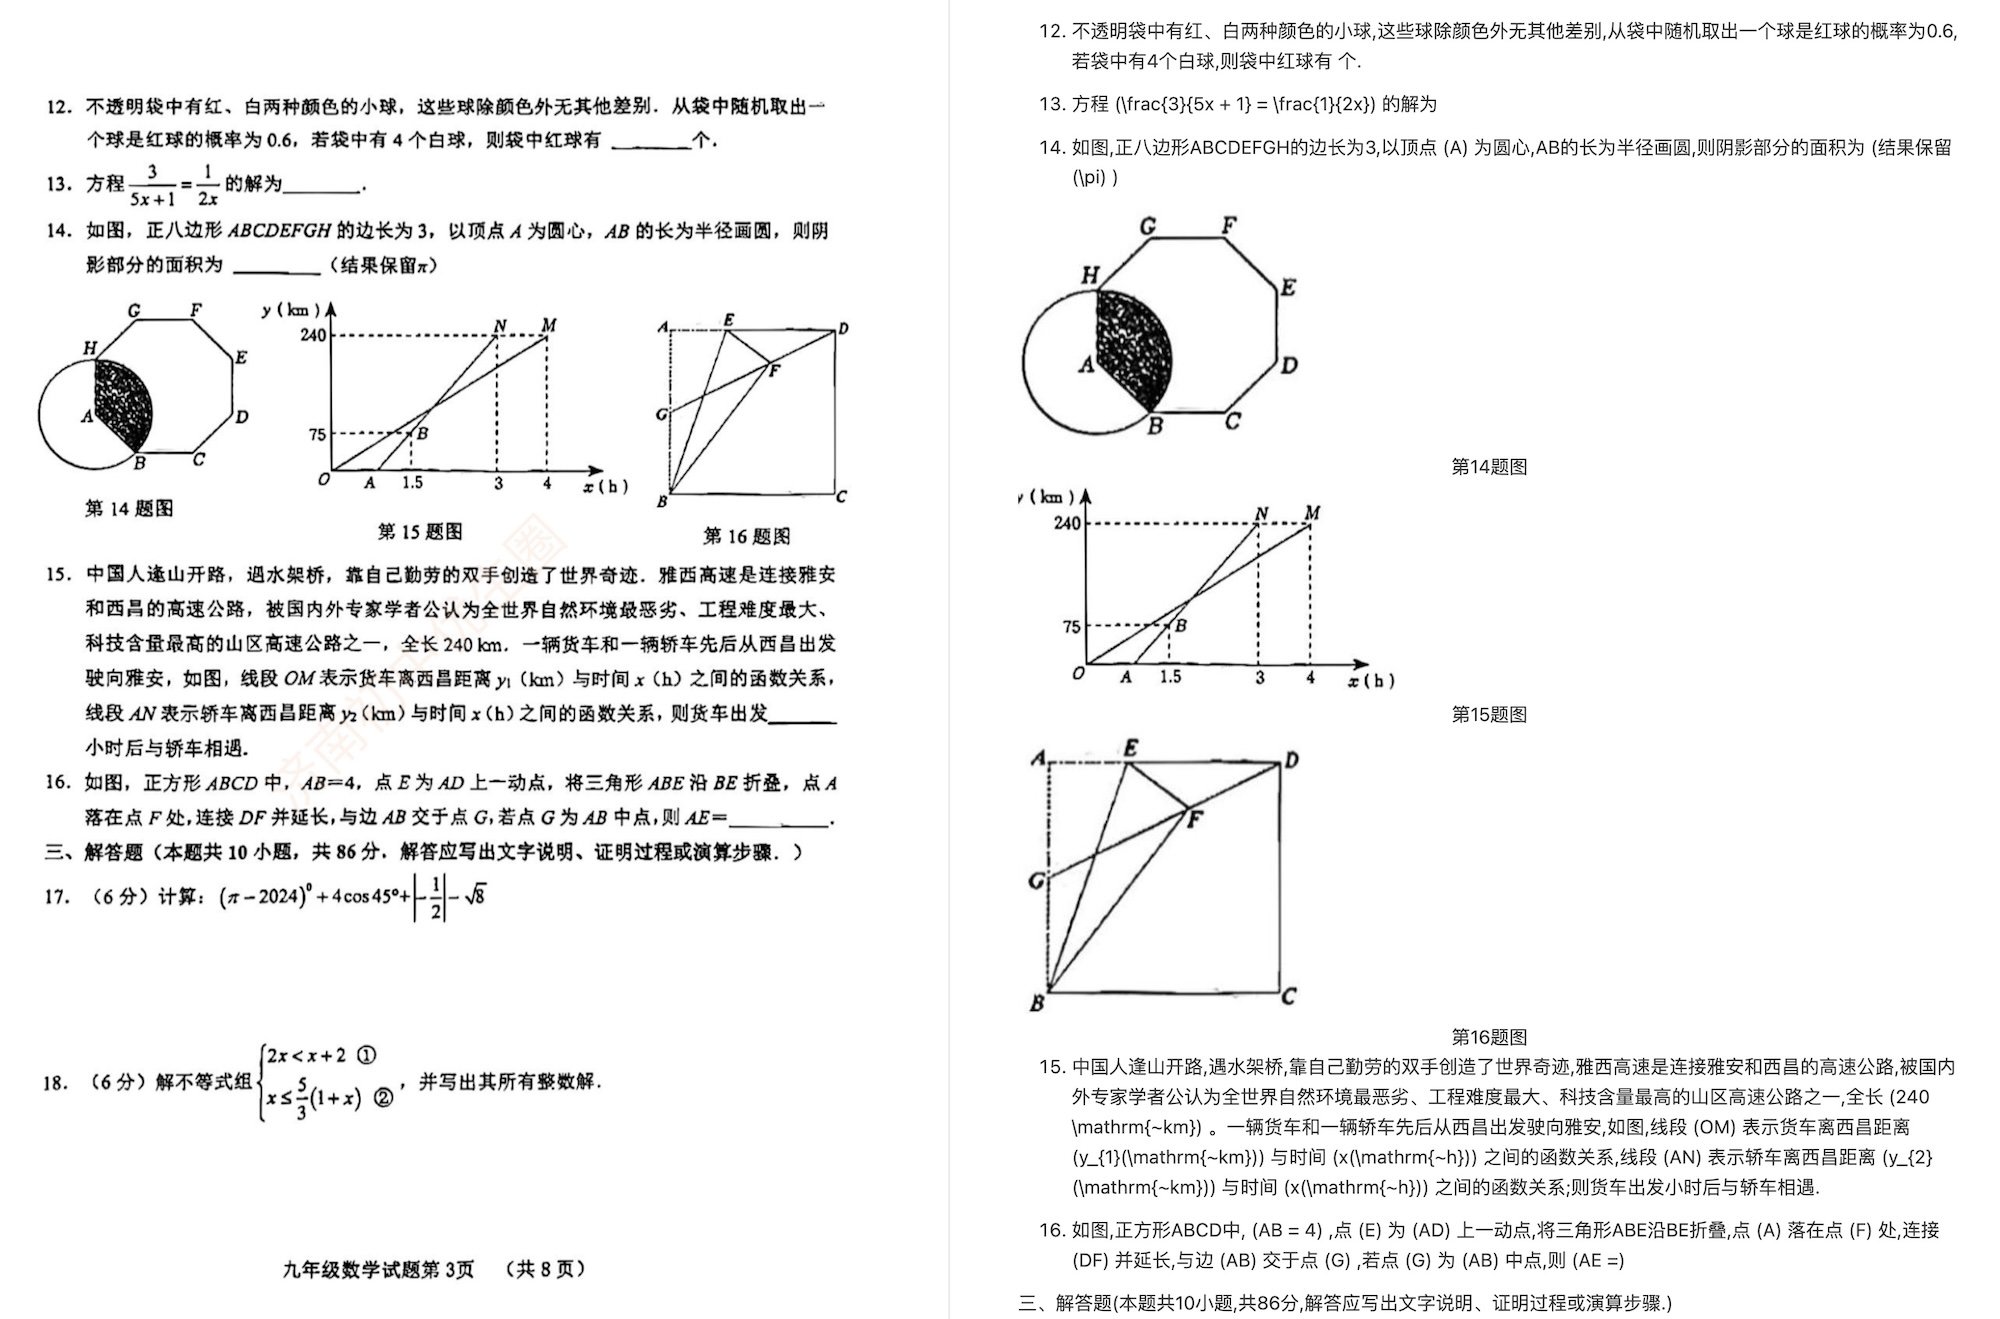 12. 不透明袋中有红、白两种颜色的小球，这些球除颜色外无其他差别．从袋中随机取出一
个球是红球的概率为 0.6，若袋中有 4 个白球，则袋中红球有 ________个．
13. 方程 3/(5x+1) = 1/(2x) 的解为________．
14. 如图，正八边形 ABCDEFGH 的边长为 3，以顶点 A 为圆心，AB 的长为半径画圆，则阴
影部分的面积为 ________（结果保留π）
G F
H
E
A
D
B C
第 14 题图
y (km)
240
N M
75
B
O A 1.5 3 4 x(h)
第 15 题图
A E D
F
G
B C
第 16 题图
15. 中国人逢山开路，遇水架桥，靠自己勤劳的双手创造了世界奇迹．雅西高速是连接雅安
和西昌的高速公路，被国内外专家学者公认为全世界自然环境最恶劣、工程难度最大、
科技含量最高的山区高速公路之一，全长 240 km．一辆货车和一辆轿车先后从西昌出发
驶向雅安，如图，线段 OM 表示货车离西昌距离 y₁（km）与时间 x（h）之间的函数关系，
线段 AN 表示轿车离西昌距离 y₂（km）与时间 x（h）之间的函数关系，则货车出发________
小时后与轿车相遇．
16. 如图，正方形 ABCD 中，AB=4，点 E 为 AD 上一动点，将三角形 ABE 沿 BE 折叠，点 A
落在点 F 处，连接 DF 并延长，与边 AB 交于点 G，若点 G 为 AB 中点，则 AE=__________．
三、解答题（本题共 10 小题，共 86 分．解答应写出文字说明、证明过程或演算步骤．）
17. （6 分）计算：(π－2024)⁰＋4cos45°+|－1/2|－√8
18. （6 分）解不等式组{2x＜x＋2 ① x≤5/3(1＋x) ②，并写出其所有整数解．
九年级数学试题第 3页 （共 8 页）
12. 不透明袋中有红、白两种颜色的小球,这些球除颜色外无其他差别,从袋中随机取出一个球是红球的概率为0.6,
若袋中有4个白球,则袋中红球有 个.
13. 方程 (\frac{3}{5x + 1} = \frac{1}{2x}) 的解为
14. 如图,正八边形ABCDEFGH的边长为3,以顶点 (A) 为圆心,AB的长为半径画圆,则阴影部分的面积为 (结果保留
(\pi) )
G F
H
E
A
D
B C
第14题图
y (km)
240
N M
75
B
O A 1.5 3 4 x(h)
第15题图
A E D
F
G
B C
第16题图
15. 中国人逢山开路,遇水架桥,靠自己勤劳的双手创造了世界奇迹,雅西高速是连接雅安和西昌的高速公路,被国内
外专家学者公认为全世界自然环境最恶劣、工程难度最大、科技含量最高的山区高速公路之一,全长 (240
\mathrm{~km}) 。一辆货车和一辆轿车先后从西昌出发驶向雅安,如图,线段 (OM) 表示货车离西昌距离
(y_{1}(\mathrm{~km})) 与时间 (x(\mathrm{~h})) 之间的函数关系,线段 (AN) 表示轿车离西昌距离 (y_{2}
(\mathrm{~km})) 与时间 (x(\mathrm{~h})) 之间的函数关系;则货车出发小时后与轿车相遇.
16. 如图,正方形ABCD中, (AB = 4) ,点 (E) 为 (AD) 上一动点,将三角形ABE沿BE折叠,点 (A) 落在点 (F) 处,连接
(DF) 并延长,与边 (AB) 交于点 (G) ,若点 (G) 为 (AB) 中点,则 (AE =)
三、解答题(本题共10小题,共86分,解答应写出文字说明、证明过程或演算步骤.)